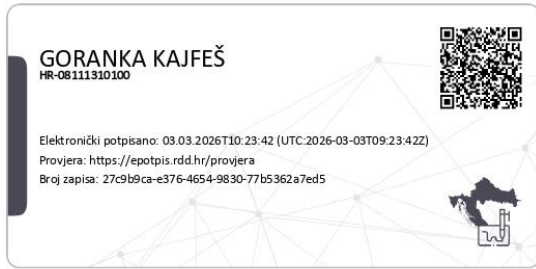 GORANKA KAJFEŠ
HR-08111310100
Elektronički potpisano: 03.03.2026T10:23:42 (UTC:2026-03-03T09:23:42Z)
Provjera: https://epotpis.rdd.hr/provjera
Broj zapisa: 27c9b9ca-e376-4654-9830-77b5362a7ed5